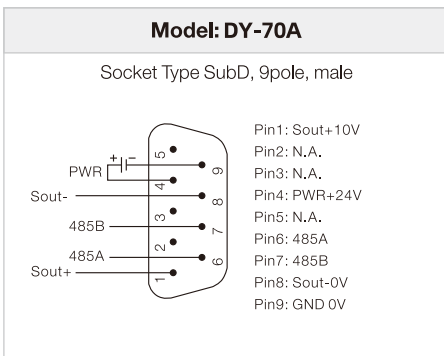 Model: DY-70A
Socket Type SubD, 9pole, male
+ -
PWR
Sout-
485B
485A
Sout+
5
4
3
2
1
9
8
7
6
Pin1: Sout+10V
Pin2: N.A.
Pin3: N.A.
Pin4: PWR+24V
Pin5: N.A.
Pin6: 485A
Pin7: 485B
Pin8: Sout-0V
Pin9: GND 0V